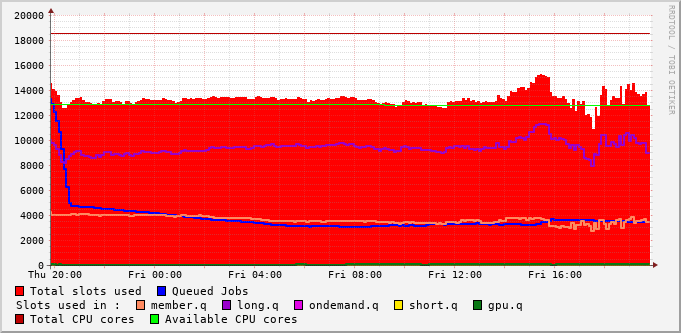 20000
18000
16000
14000
12000
10000
8000
6000
4000
2000
0
Thu 20:00 Fri 00:00 Fri 04:00 Fri 08:00 Fri 12:00 Fri 16:00
Total slots used Queued Jobs
Slots used in : member.q long.q ondemand.q short.q gpu.q
Total CPU cores Available CPU cores
RRDTOOL / TOBI OETIKER